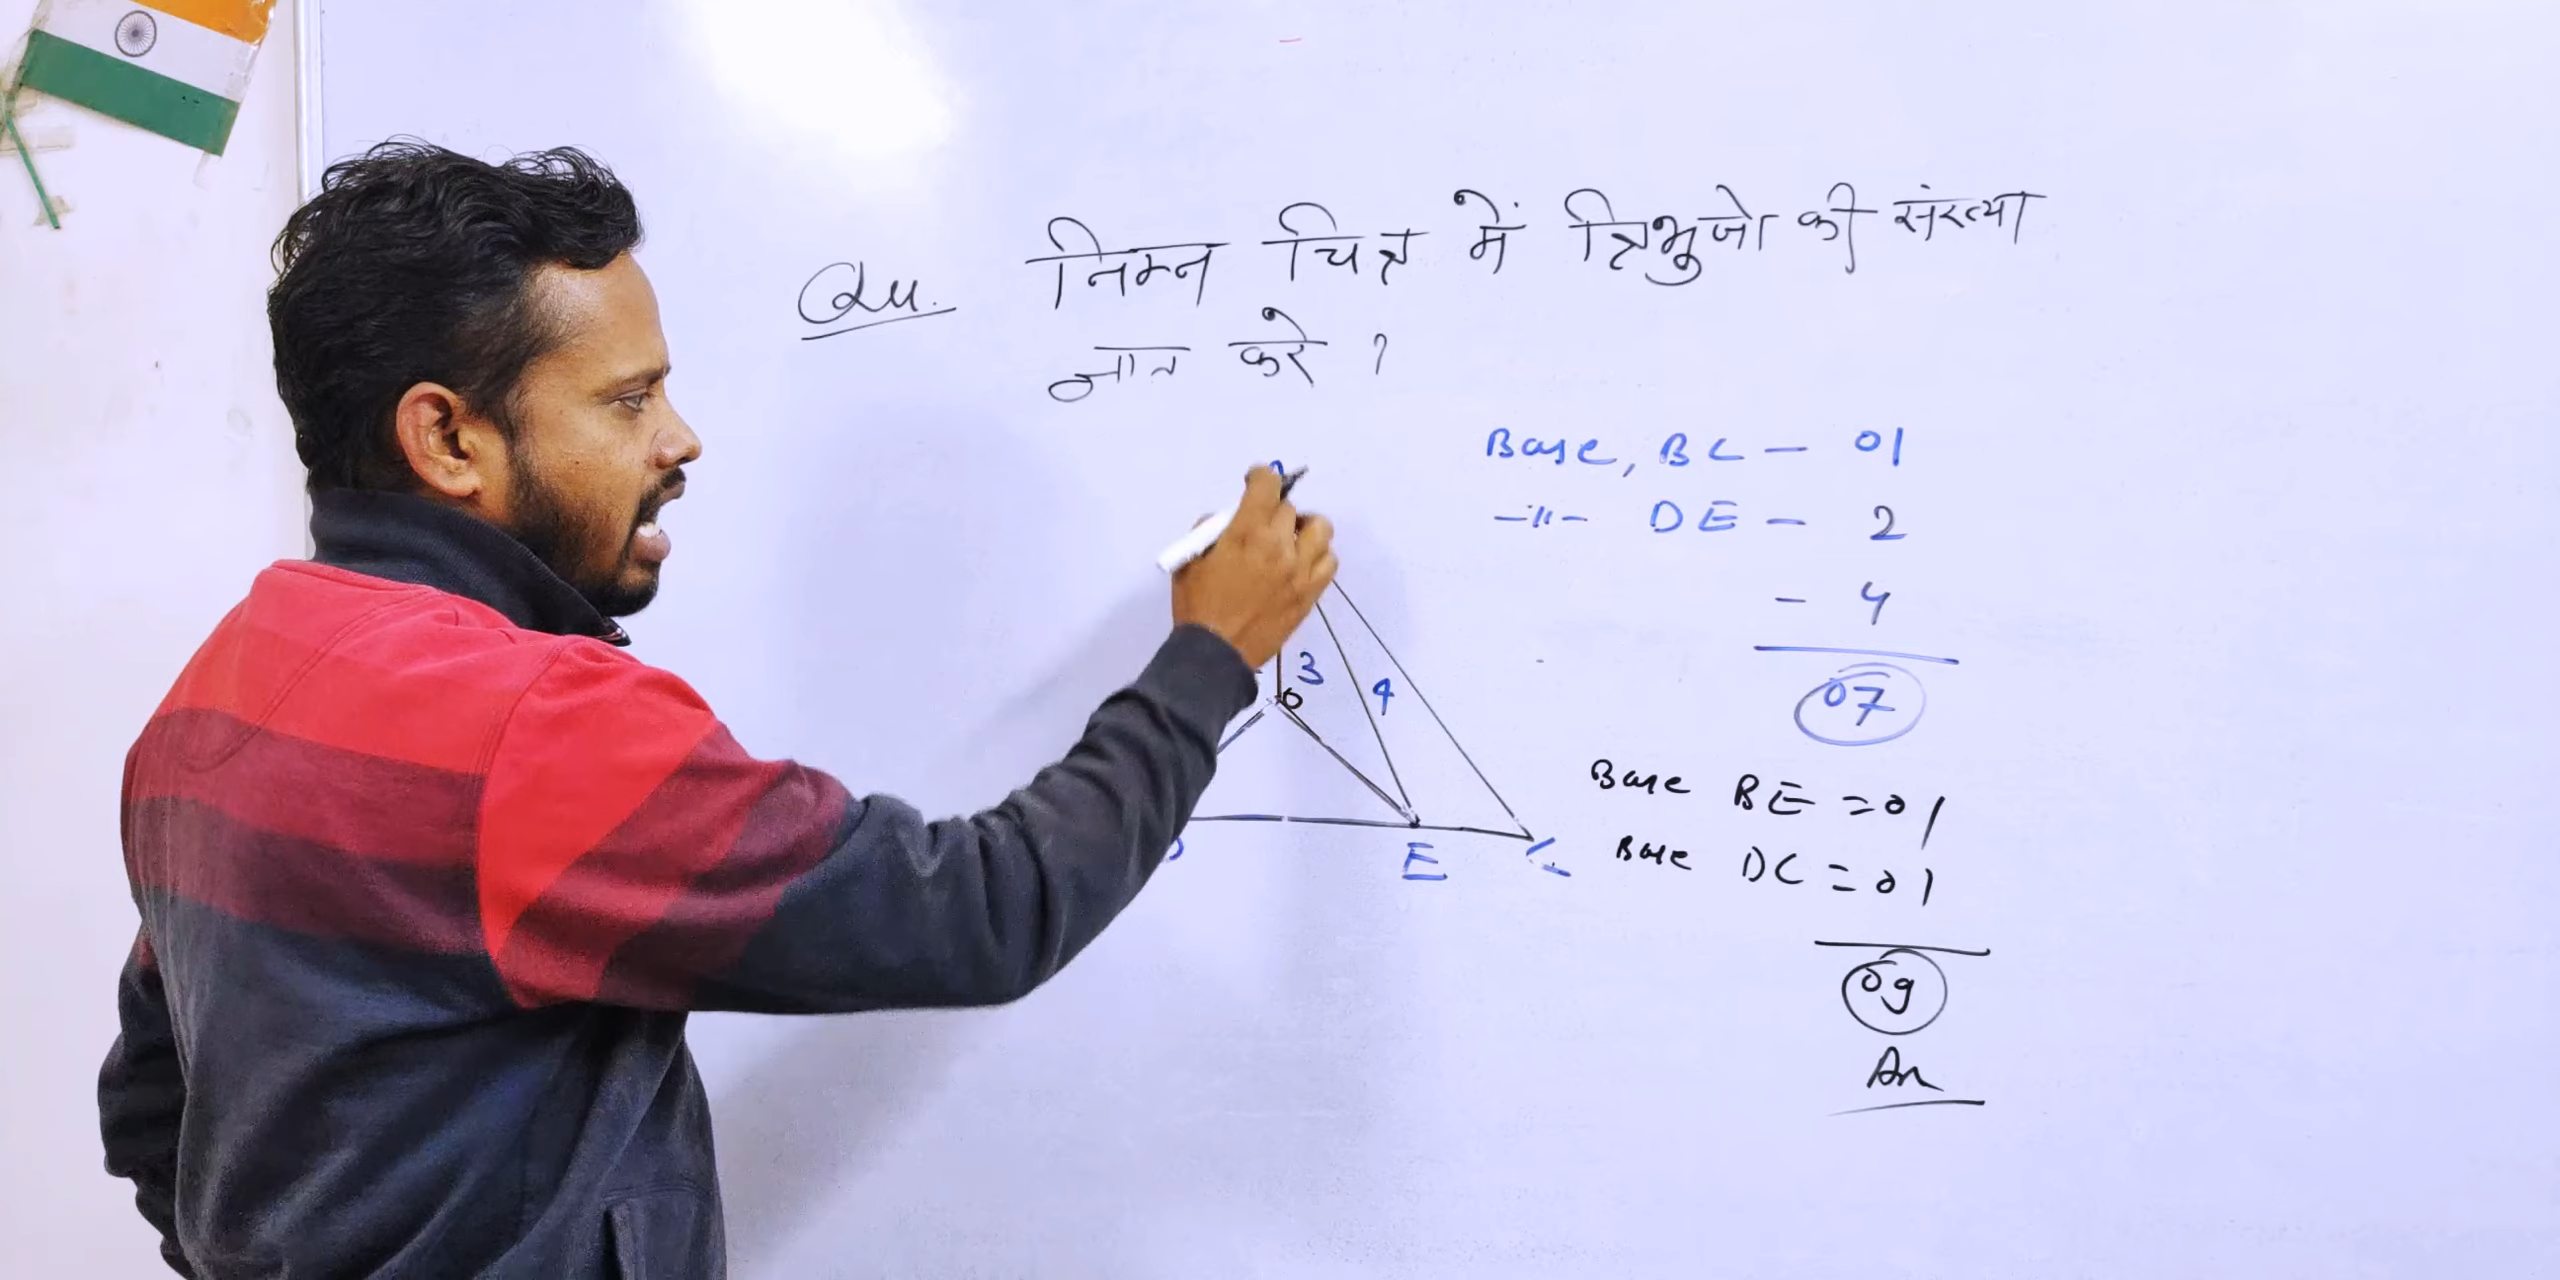 Qu. निम्न चित्र में त्रिभुजो की संख्या
ज्ञात करे ?
Base, BC - 01
-"- DE - 2
- 4
07
3
4
O
E
C
Base BE = 01
Base DC = 01
09
An